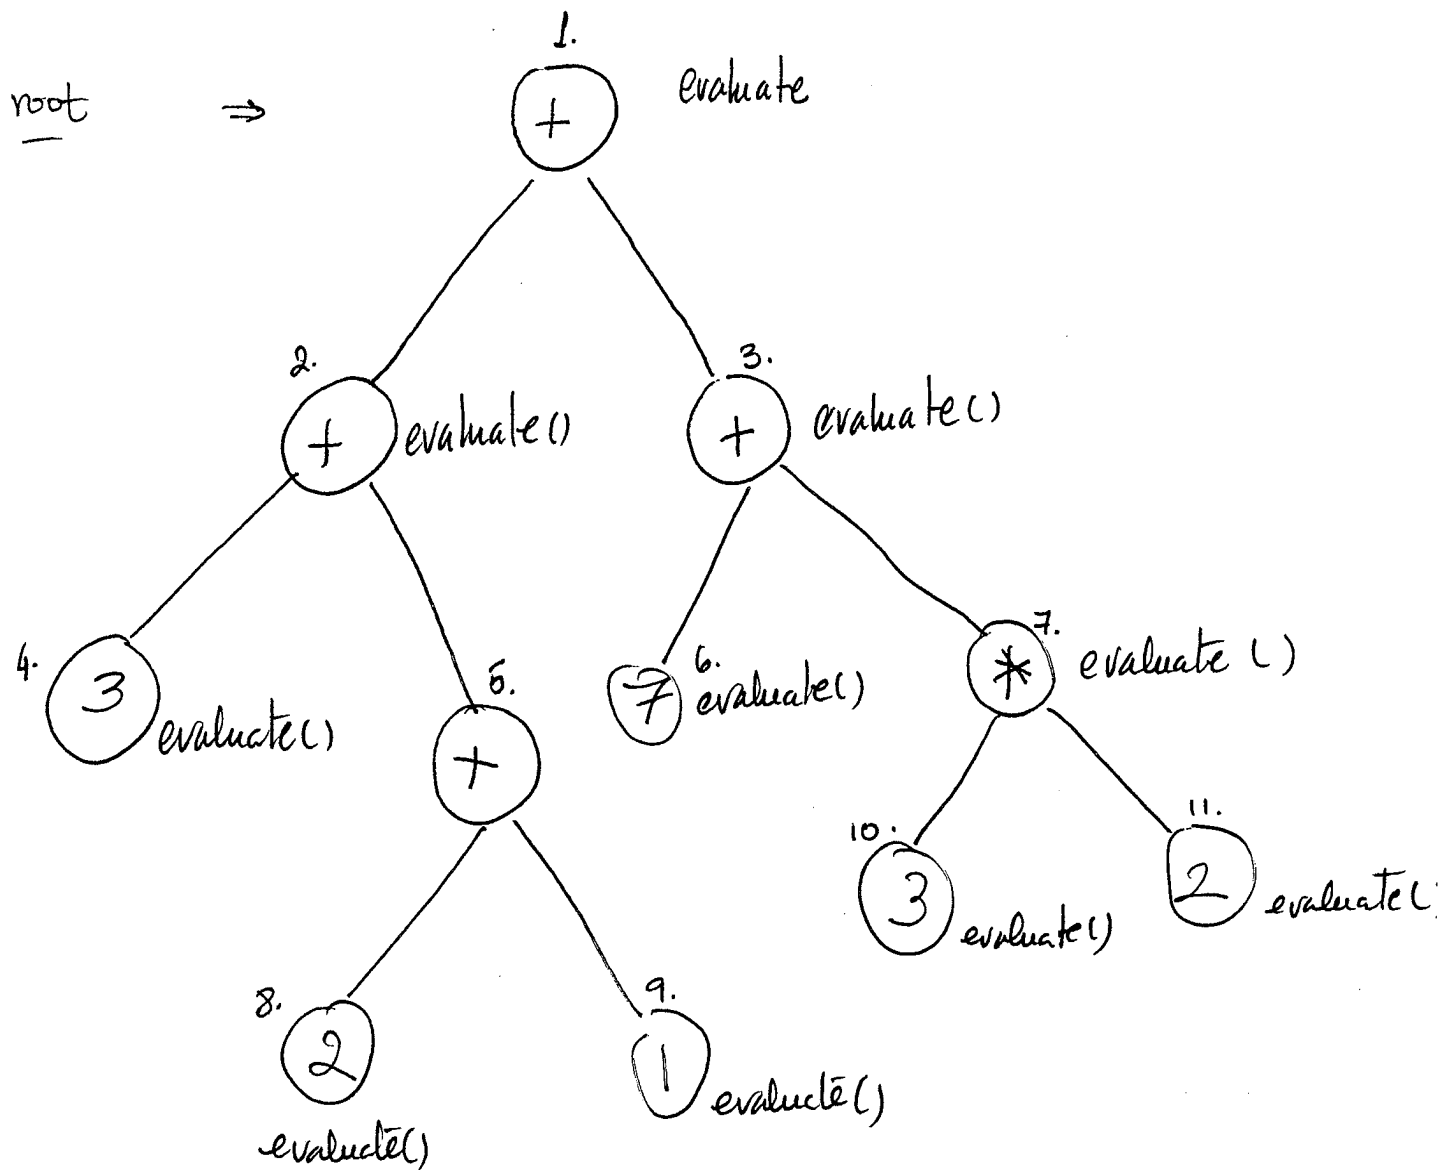 1.
root ⇒ + evaluate
2. 3.
+ evaluate() + evaluate()
4. 3 evaluate() 5. + 6. 7 evaluate() 7. * evaluate ()
8. 2 evaluate() 9. 1 evaluate() 10. 3 evaluate() 11. 2 evaluate(